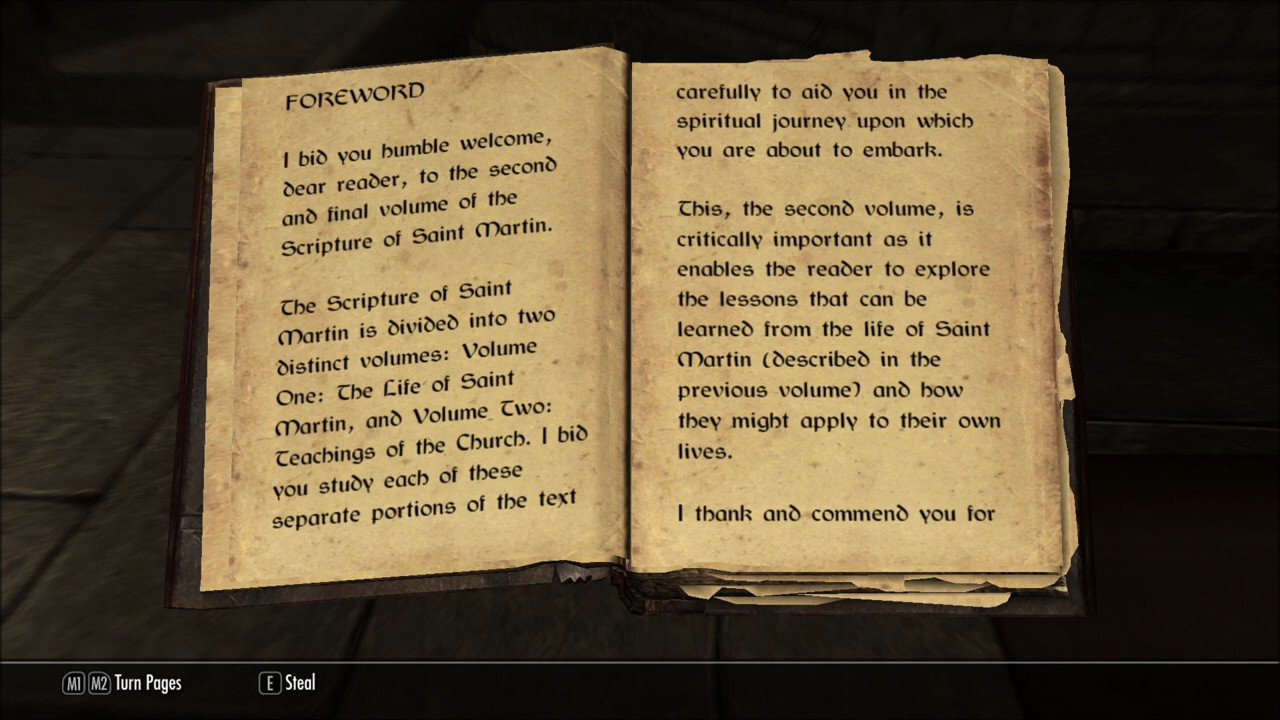 FOREWORD
I bid you humble welcome,
dear reader, to the second
and final volume of the
Scripture of Saint Martin.
The Scripture of Saint
Martin is divided into two
distinct volumes: Volume
One: The Life of Saint
Martin, and Volume Two:
Teachings of the Church. I bid
you study each of these
separate portions of the text
carefully to aid you in the
spiritual journey upon which
you are about to embark.
This, the second volume, is
critically important as it
enables the reader to explore
the lessons that can be
learned from the life of Saint
Martin (described in the
previous volume) and how
they might apply to their own
lives.
I thank and commend you for
M1 M2 Turn Pages
E Steal